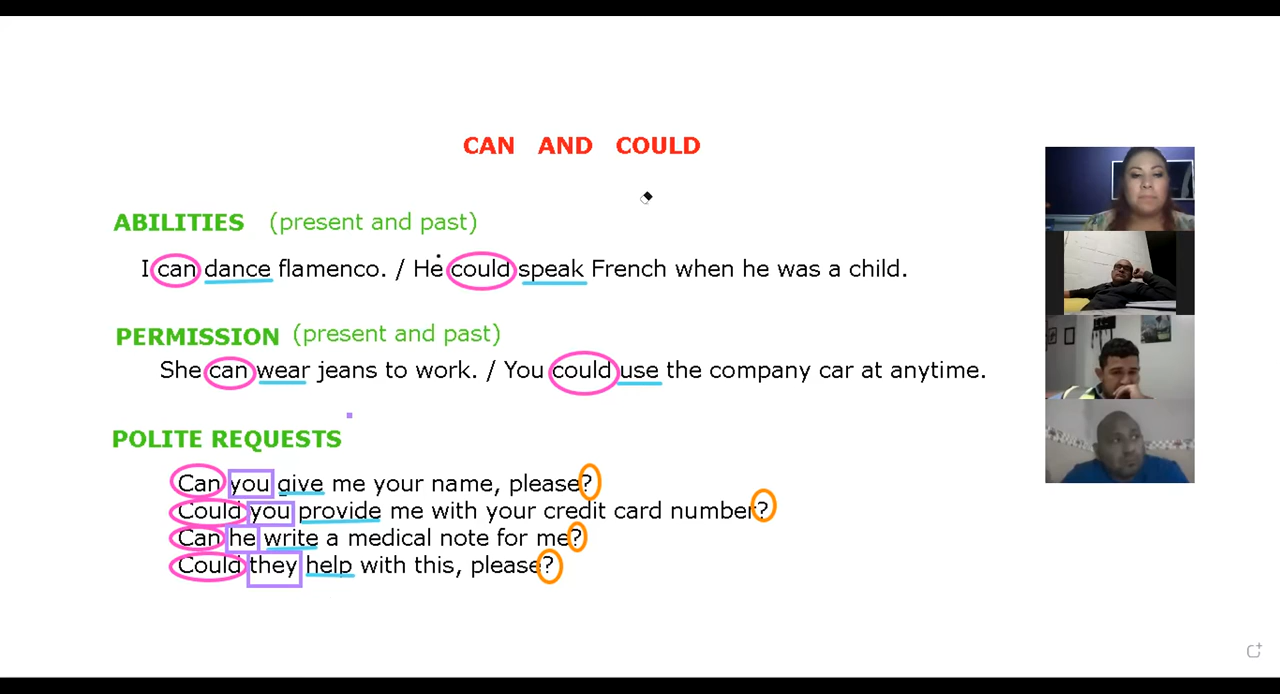 CAN AND COULD
ABILITIES (present and past)
I can dance flamenco. / He could speak French when he was a child.
PERMISSION (present and past)
She can wear jeans to work. / You could use the company car at anytime.
POLITE REQUESTS
Can you give me your name, please?
Could you provide me with your credit card number?
Can he write a medical note for me?
Could they help with this, please?